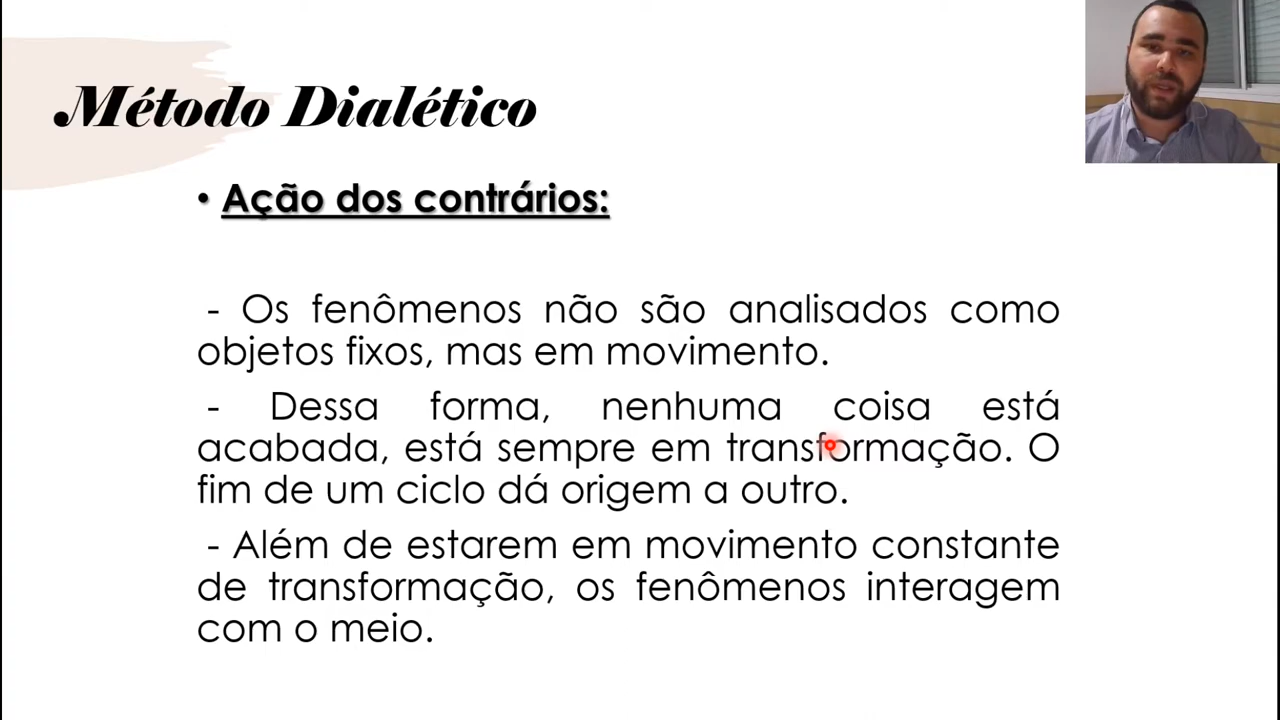 Método Dialético
• Ação dos contrários:
- Os fenômenos não são analisados como
objetos fixos, mas em movimento.
- Dessa forma, nenhuma coisa está
acabada, está sempre em transformação. O
fim de um ciclo dá origem a outro.
- Além de estarem em movimento constante
de transformação, os fenômenos interagem
com o meio.